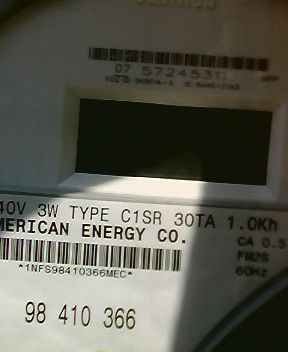 07 57245311
40V 3W TYPE C1SR 30TA 1.0Kh
MERICAN ENERGY CO.
CA 0.5
FM2S
60Hz
*1NFS98410366MEC*
98 410 366